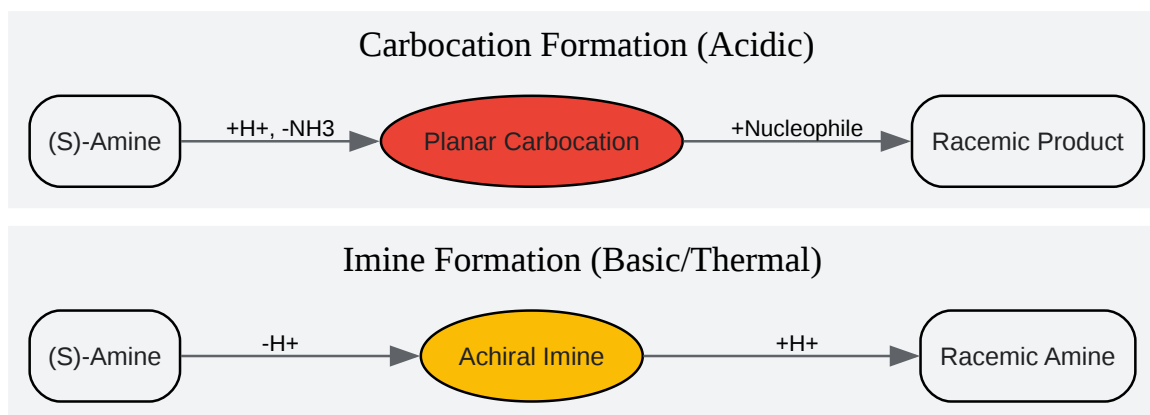 Carbocation Formation (Acidic)
(S)-Amine
+H+, -NH3
Planar Carbocation
+Nucleophile
Racemic Product
Imine Formation (Basic/Thermal)
(S)-Amine
-H+
Achiral Imine
+H+
Racemic Amine